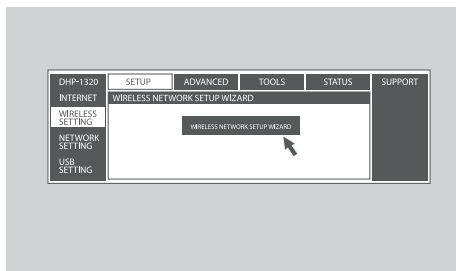 DHP-1320 SETUP ADVANCED TOOLS STATUS SUPPORT
INTERNET
WIRELESS
SETTING
NETWORK
SETTING
USB
SETTING
WIRELESS NETWORK SETUP WIZARD
WIRELESS NETWORK SETUP WIZARD